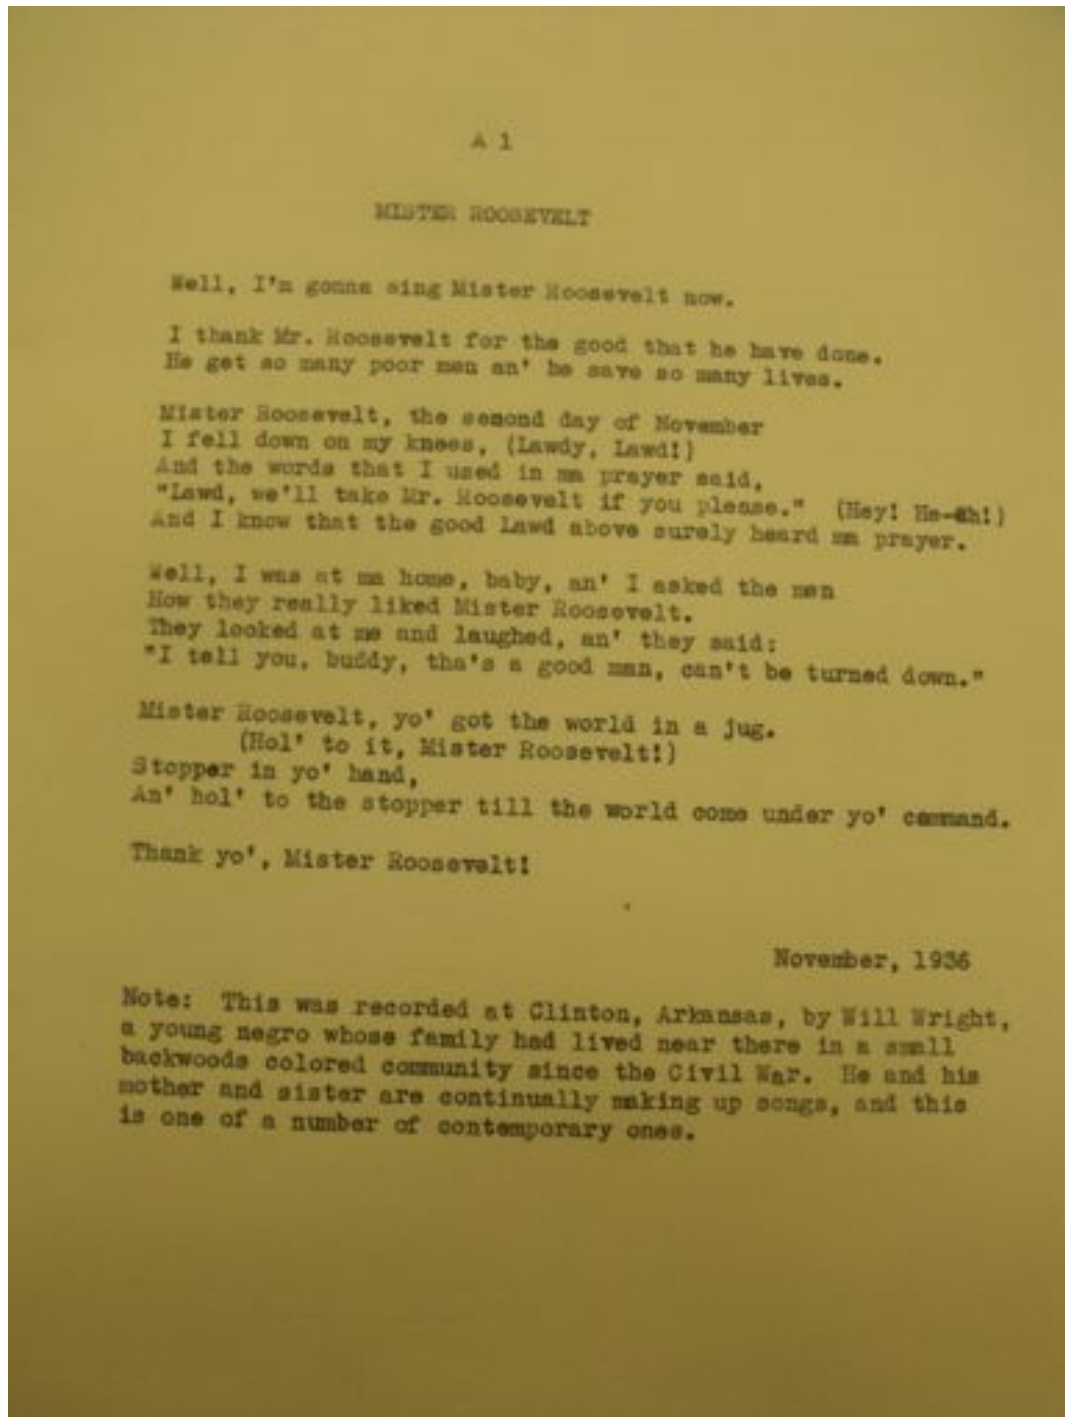 A 1
MISTER ROOSEVELT
Well, I'm gonna sing Mister Roosevelt now.
I thank Mr. Roosevelt for the good that he have done.
He get so many poor men an' he save so many lives.
Mister Roosevelt, the second day of November
I fell down on my knees, (Lawdy, Lawd!)
And the words that I used in ma prayer said,
"Lawd, we'll take Mr. Roosevelt if you please." (Hey! He-eh!)
And I know that the good Lawd above surely heard ma prayer.
Well, I was at ma home, baby, an' I asked the men
How they really liked Mister Roosevelt.
They looked at me and laughed, an' they said:
"I tell you, buddy, tha's a good man, can't be turned down."
Mister Roosevelt, yo' got the world in a jug.
(Hol' to it, Mister Roosevelt!)
Stopper in yo' hand,
An' hol' to the stopper till the world come under yo' command.
Thank yo', Mister Roosevelt!
November, 1936
Note: This was recorded at Clinton, Arkansas, by Will Wright,
a young negro whose family had lived near there in a small
backwoods colored community since the Civil War. He and his
mother and sister are continually making up songs, and this
is one of a number of contemporary ones.